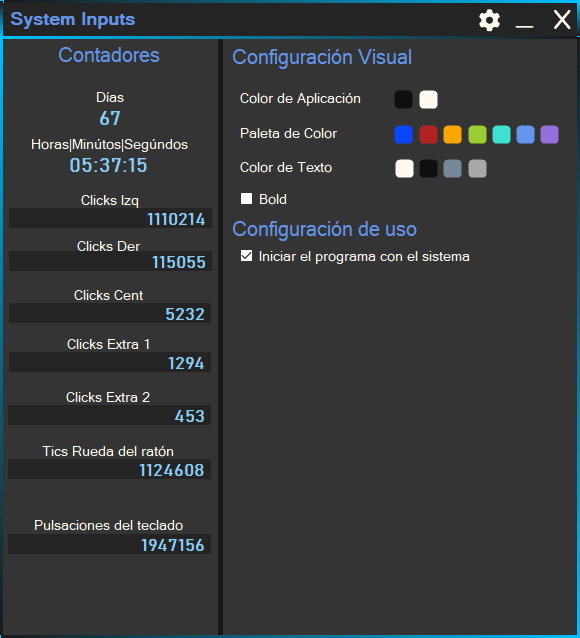 System Inputs
Contadores
Días
67
Horas|Minútos|Segúndos
05:37:15
Clicks Izq
1110214
Clicks Der
115055
Clicks Cent
5232
Clicks Extra 1
1294
Clicks Extra 2
453
Tics Rueda del ratón
1124608
Pulsaciones del teclado
1947156
Configuración Visual
Color de Aplicación
Paleta de Color
Color de Texto
Bold
Configuración de uso
Iniciar el programa con el sistema